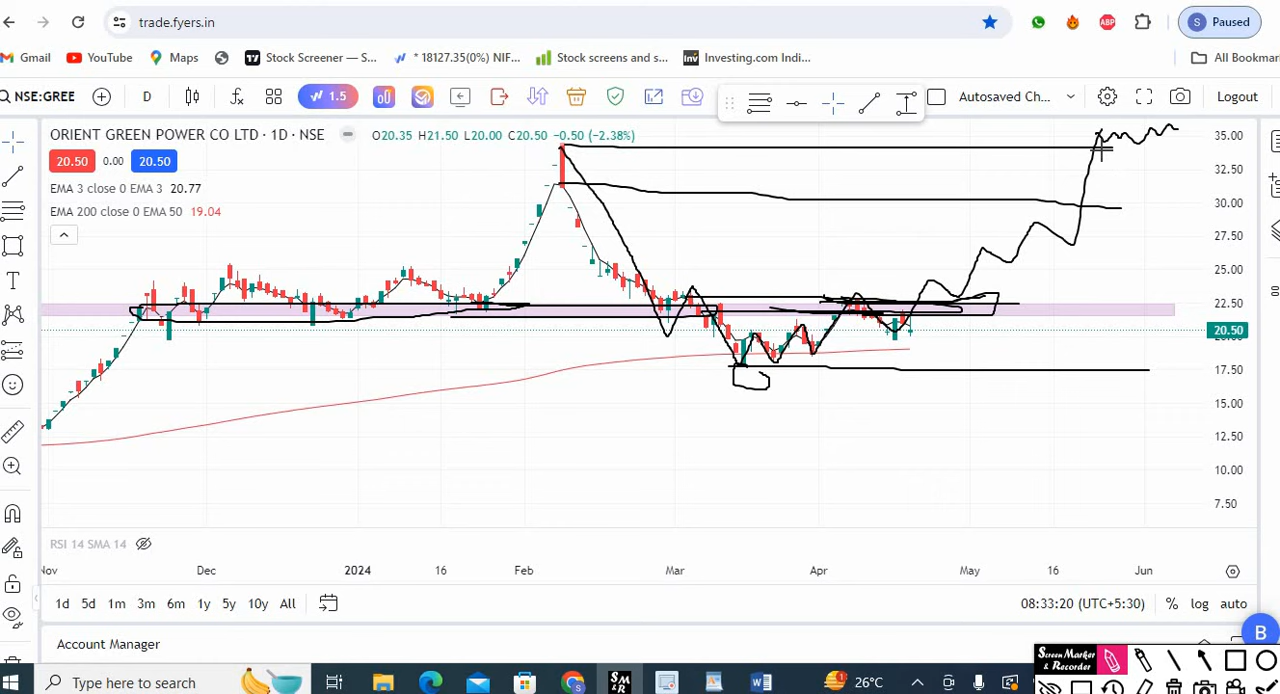 trade.fyers.in
S Paused
Gmail YouTube Maps Stock Screener — S... * 18127.35(0%) NIF... Stock screens and s... Investing.com Indi...
NSE:GREE D 1.5 Autosaved Ch... Logout
ORIENT GREEN POWER CO LTD · 1D · NSE O20.35 H21.50 L20.00 C20.50 −0.50 (−2.38%)
20.50 0.00 20.50
EMA 3 close 0 EMA 3 20.77
EMA 200 close 0 EMA 50 19.04
35.00
32.50
30.00
27.50
25.00
22.50
20.50
17.50
15.00
12.50
10.00
7.50
RSI 14 SMA 14
Nov Dec 2024 16 Feb Mar Apr May 16 Jun
1d 5d 1m 3m 6m 1y 5y 10y All 08:33:20 (UTC+5:30) % log auto
Account Manager
B
Screen Marker
& Recorder
Type here to search 26°C